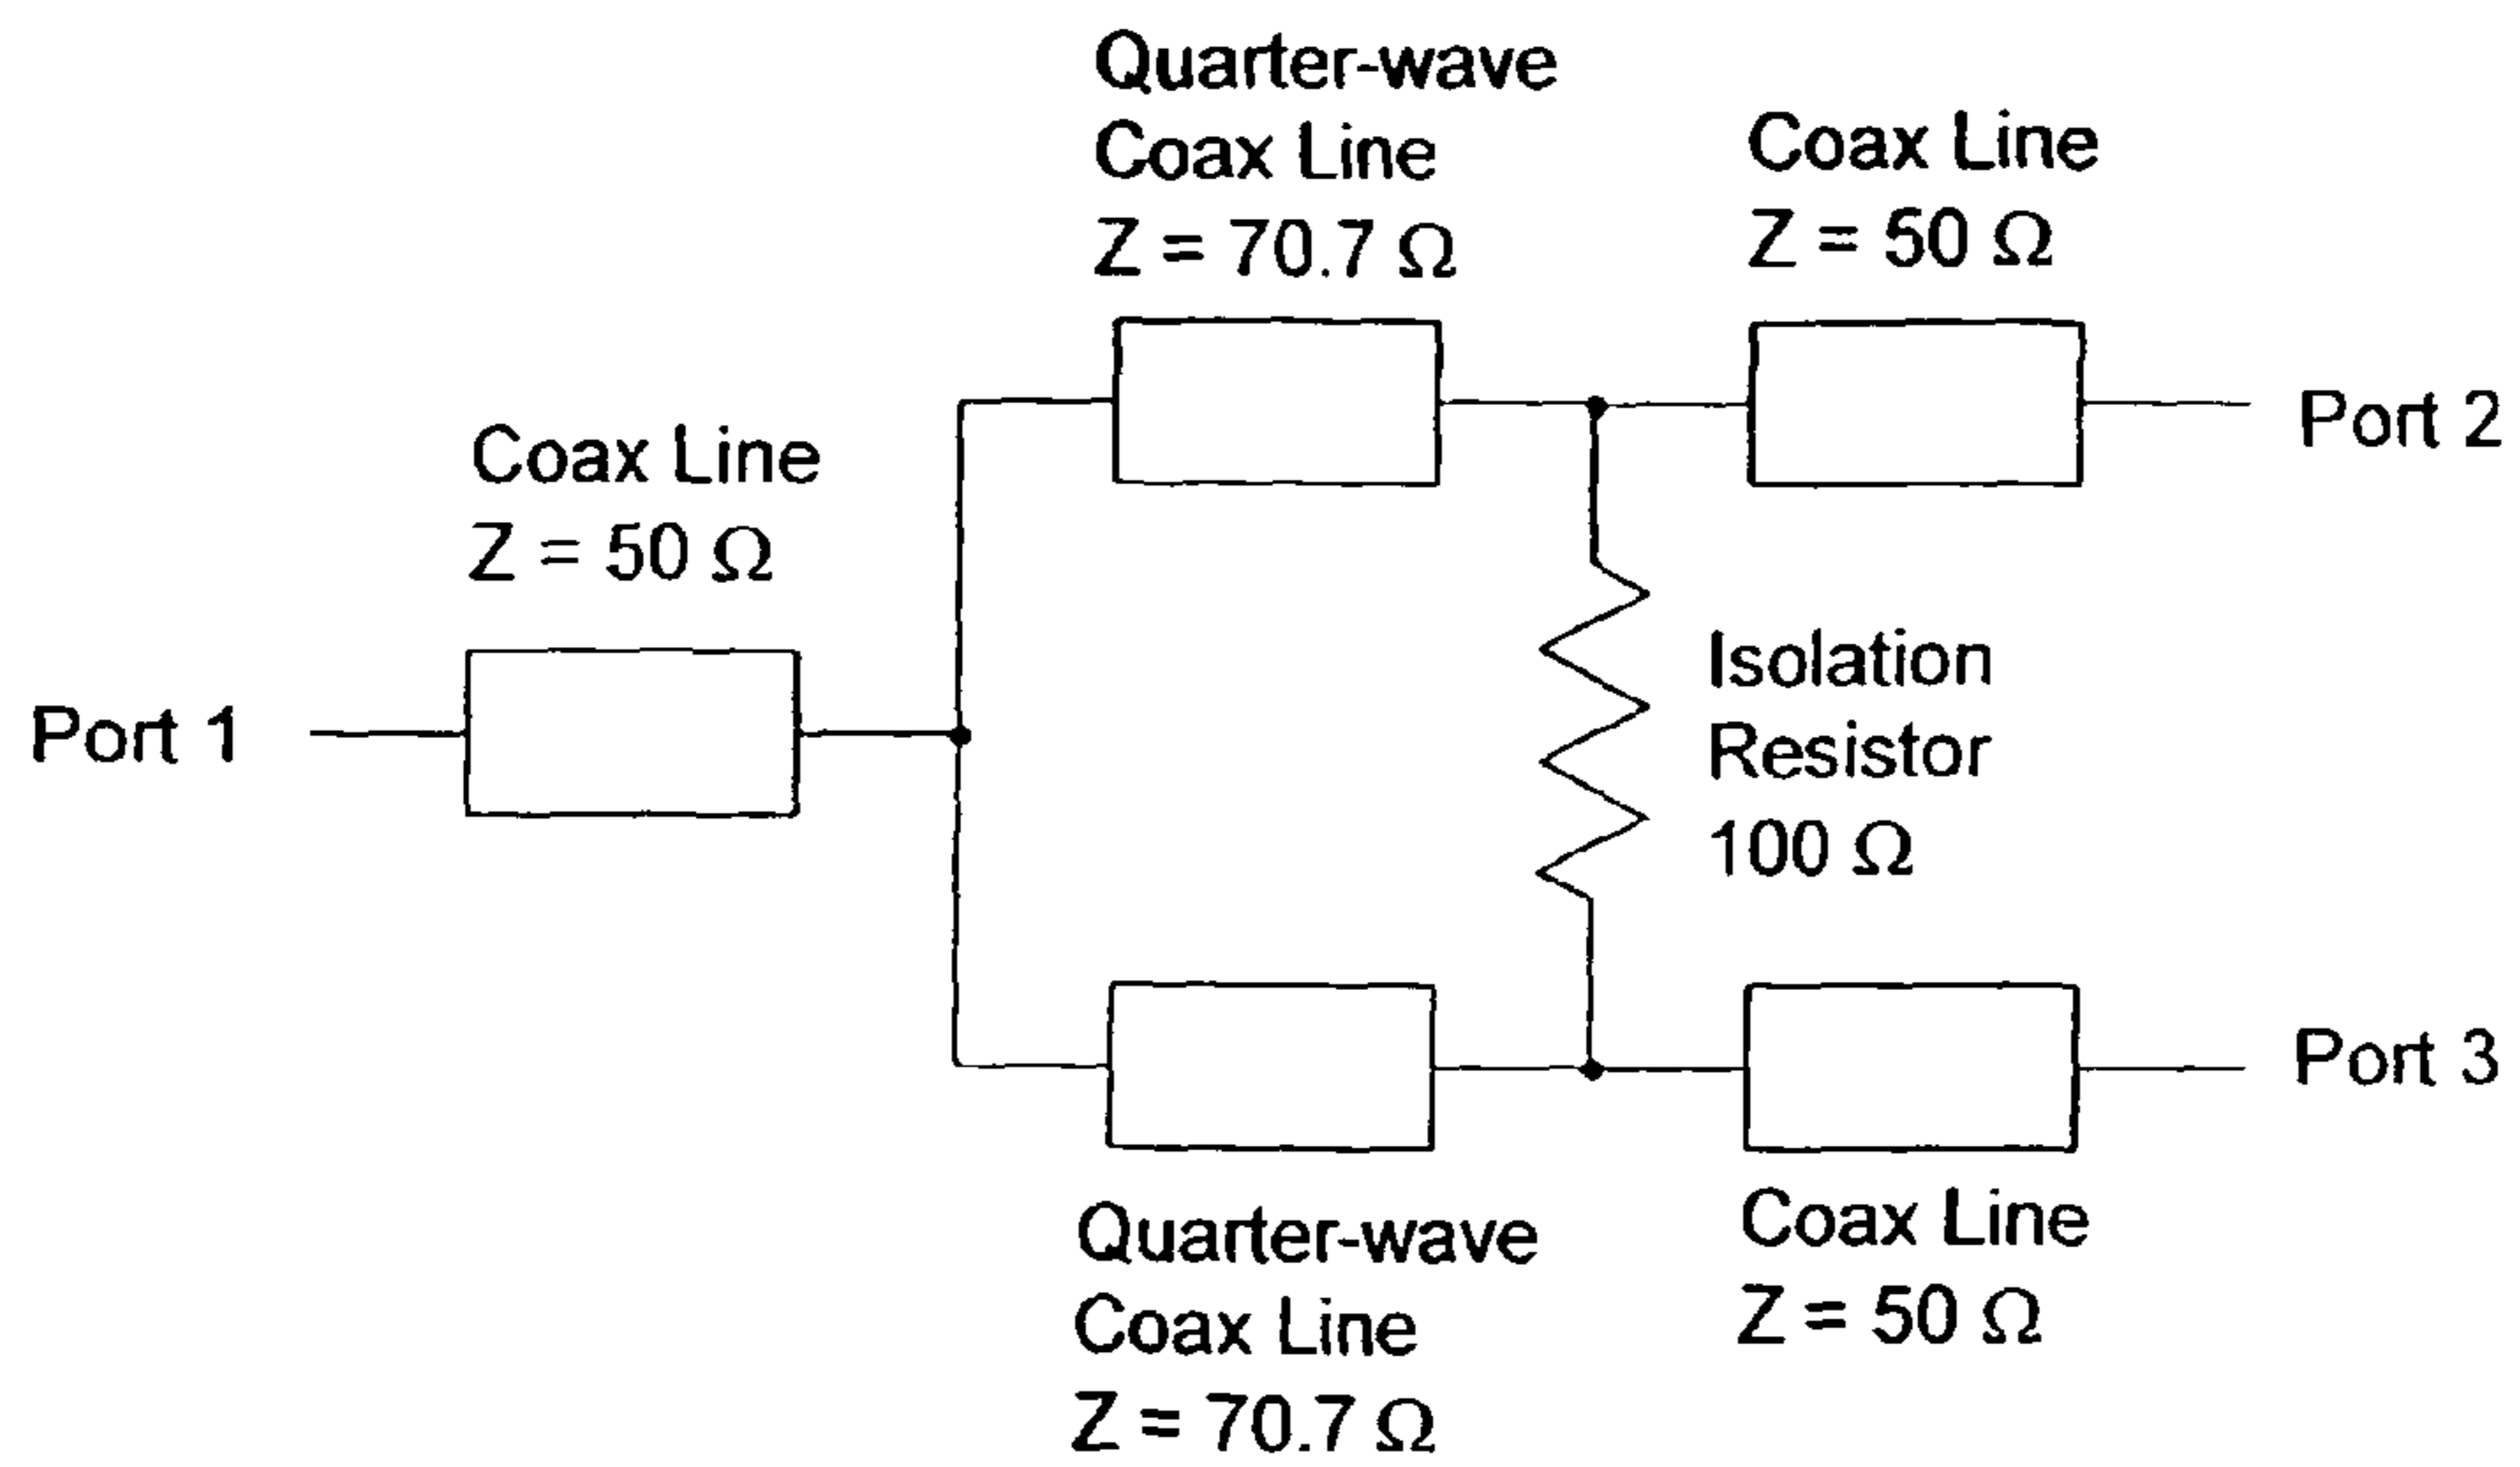 Quarter-wave
Coax Line
Z = 70.7 Ω
Coax Line
Z = 50 Ω
Port 2
Coax Line
Z = 50 Ω
Port 1
Isolation
Resistor
100 Ω
Port 3
Quarter-wave
Coax Line
Z = 70.7 Ω
Coax Line
Z = 50 Ω